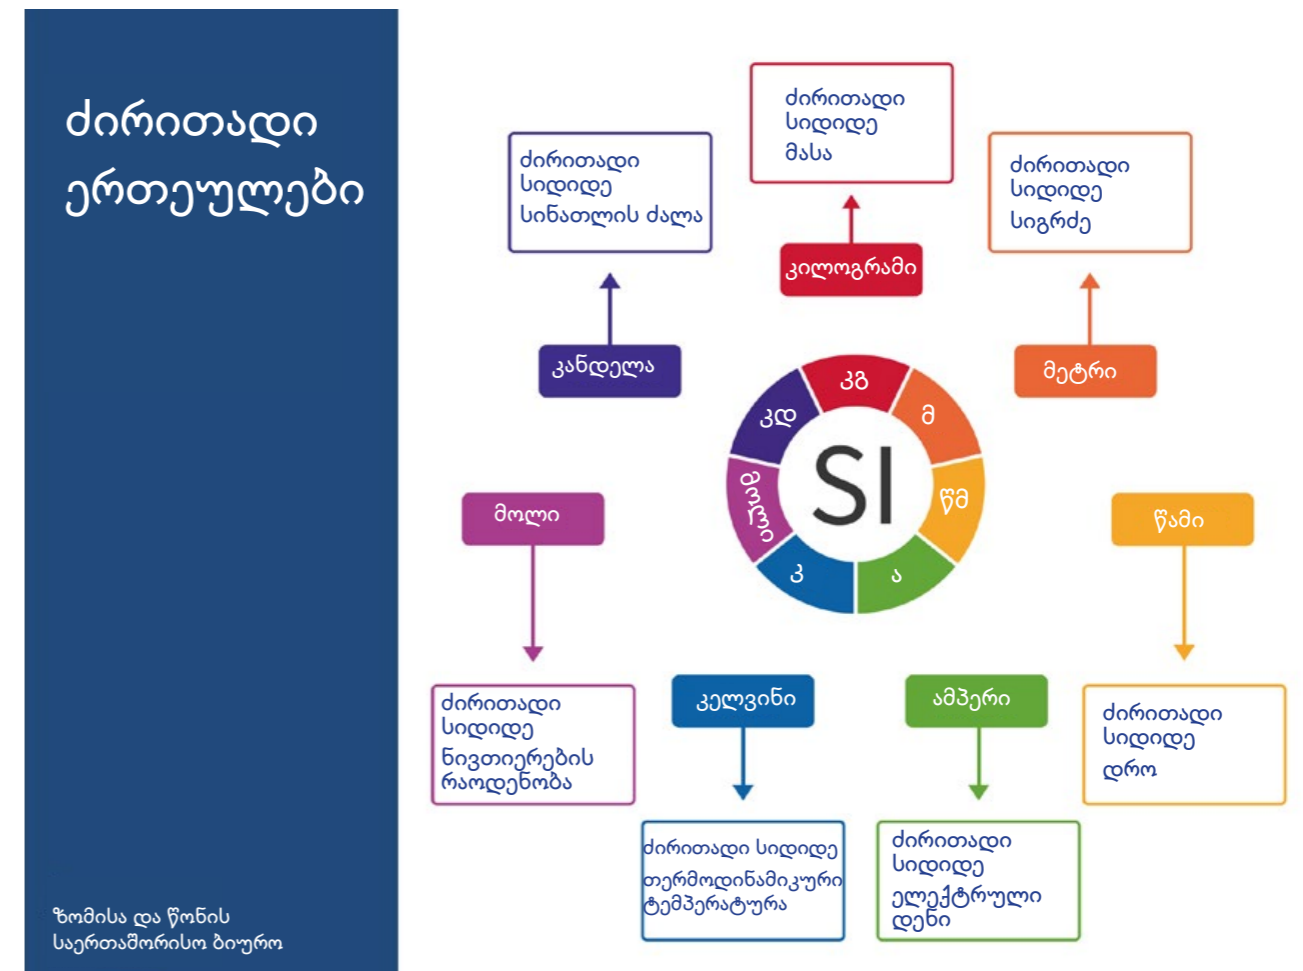 ძირითადი
ერთეულები
ზომისა და წონის
საერთაშორისო ბიურო
ძირითადი
სიდიდე
სინათლის ძალა
კანდელა
ძირითადი
სიდიდე
მასა
კილოგრამი
ძირითადი
სიდიდე
სიგრძე
მეტრი
კგ
კდ
მ
SI
მოლი
წმ
კ
ა
მოლი
წამი
ძირითადი
სიდიდე
ნივთიერების
რაოდენობა
კელვინი
ძირითადი სიდიდე
თერმოდინამიკური
ტემპერატურა
ამპერი
ძირითადი
სიდიდე
ელექტრული
დენი
ძირითადი
სიდიდე
დრო